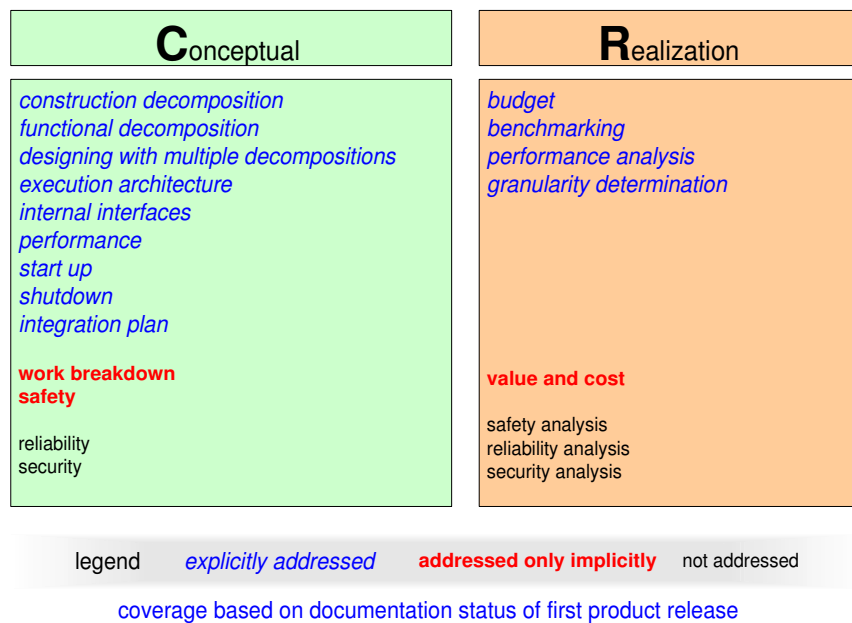 Conceptual
construction decomposition
functional decomposition
designing with multiple decompositions
execution architecture
internal interfaces
performance
start up
shutdown
integration plan
work breakdown
safety
reliability
security
Realization
budget
benchmarking
performance analysis
granularity determination
value and cost
safety analysis
reliability analysis
security analysis
legend explicitly addressed addressed only implicitly not addressed
coverage based on documentation status of first product release